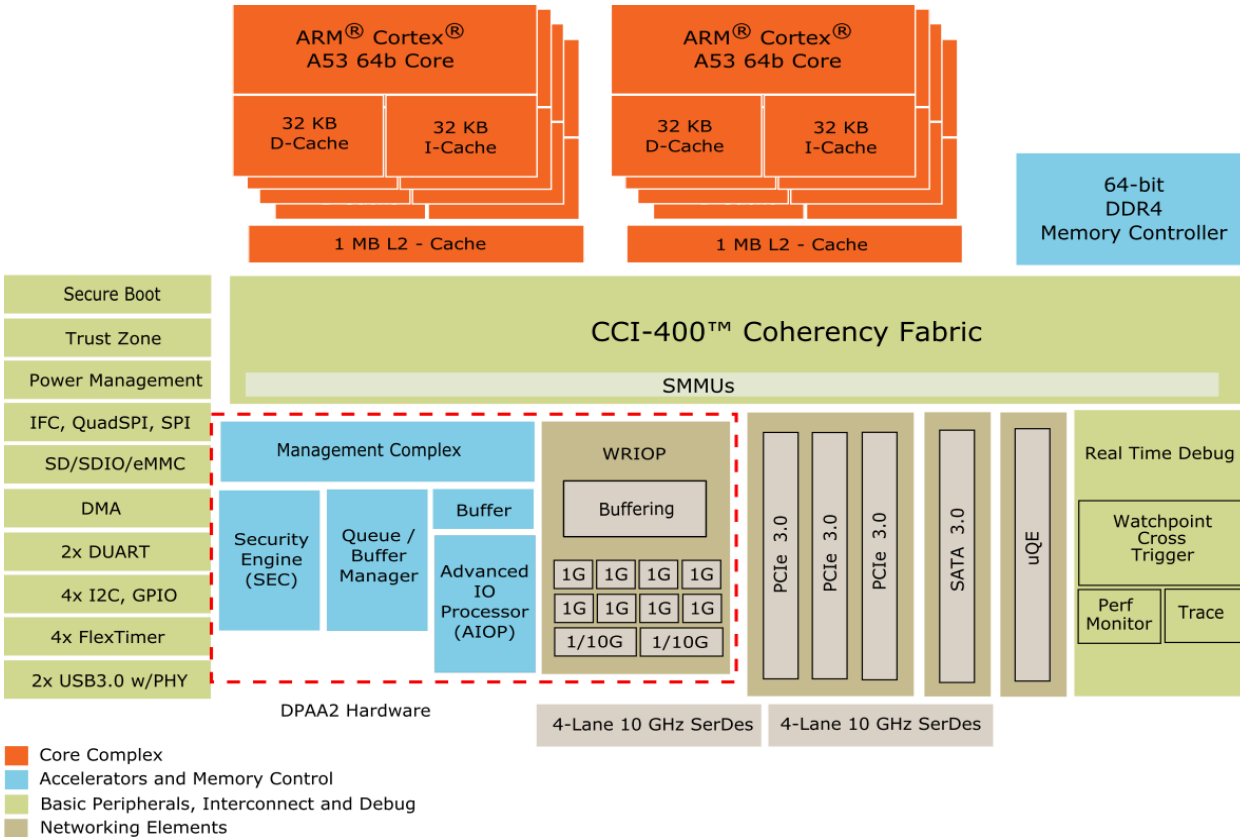 ARM® Cortex®
A53 64b Core
32 KB
D-Cache
32 KB
I-Cache
1 MB L2 - Cache
ARM® Cortex®
A53 64b Core
32 KB
D-Cache
32 KB
I-Cache
1 MB L2 - Cache
64-bit
DDR4
Memory Controller
Secure Boot
Trust Zone
Power Management
IFC, QuadSPI, SPI
SD/SDIO/eMMC
DMA
2x DUART
4x I2C, GPIO
4x FlexTimer
2x USB3.0 w/PHY
CCI-400™ Coherency Fabric
SMMUs
Management Complex
Security
Engine
(SEC)
Queue /
Buffer
Manager
Buffer
Advanced
IO
Processor
(AIOP)
WRIOP
Buffering
1G 1G 1G 1G
1G 1G 1G 1G
1/10G 1/10G
PCIe 3.0
PCIe 3.0
PCIe 3.0
SATA 3.0
uQE
Real Time Debug
Watchpoint
Cross
Trigger
Perf
Monitor
Trace
DPAA2 Hardware
4-Lane 10 GHz SerDes
4-Lane 10 GHz SerDes
Core Complex
Accelerators and Memory Control
Basic Peripherals, Interconnect and Debug
Networking Elements